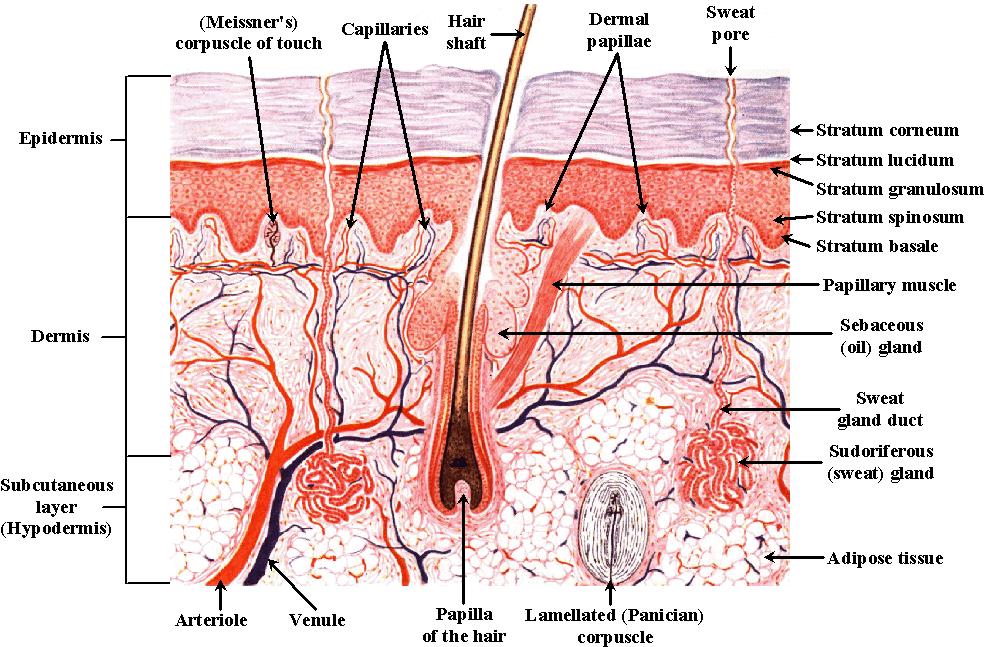 (Meissner's)
corpuscle of touch
Capillaries
Hair
shaft
Dermal
papillae
Sweat
pore
Epidermis
Dermis
Subcutaneous
layer
(Hypodermis)
Stratum corneum
Stratum lucidum
Stratum granulosum
Stratum spinosum
Stratum basale
Papillary muscle
Sebaceous
(oil) gland
Sweat
gland duct
Sudoriferous
(sweat) gland
Adipose tissue
Arteriole
Venule
Papilla
of the hair
Lamellated (Panician)
corpuscle